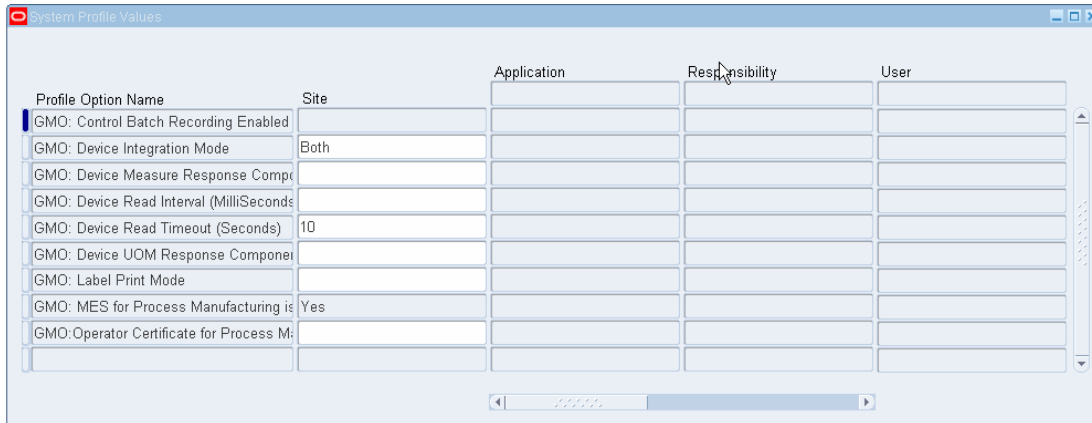 System Profile Values
Application Responsibility User
Profile Option Name Site
GMO: Control Batch Recording Enabled
GMO: Device Integration Mode Both
GMO: Device Measure Response Compo
GMO: Device Read Interval (MilliSeconds
GMO: Device Read Timeout (Seconds) 10
GMO: Device UOM Response Componen
GMO: Label Print Mode
GMO: MES for Process Manufacturing is Yes
GMO:Operator Certificate for Process Ma